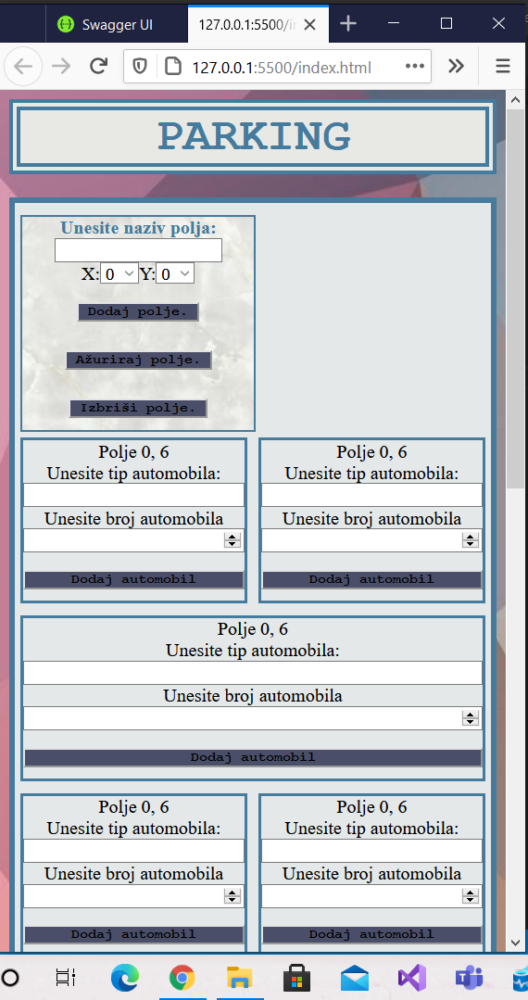 Swagger UI
127.0.0.1:5500/in
127.0.0.1:5500/index.html
PARKING
Unesite naziv polja:
X: 0 Y: 0
Dodaj polje.
Ažuriraj polje.
Izbriši polje.
Polje 0, 6
Unesite tip automobila:
Unesite broj automobila
Dodaj automobil
Polje 0, 6
Unesite tip automobila:
Unesite broj automobila
Dodaj automobil
Polje 0, 6
Unesite tip automobila:
Unesite broj automobila
Dodaj automobil
Polje 0, 6
Unesite tip automobila:
Unesite broj automobila
Dodaj automobil
Polje 0, 6
Unesite tip automobila:
Unesite broj automobila
Dodaj automobil